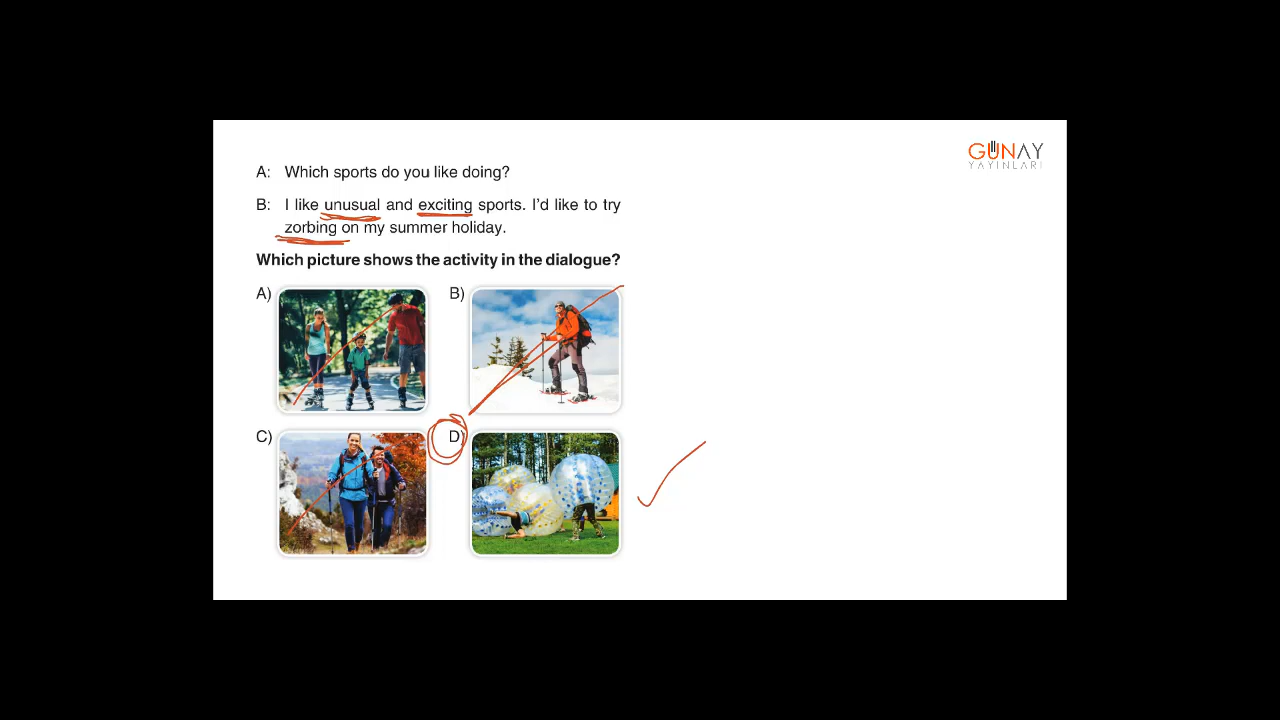 GÜNAY
YAYINLARI
A: Which sports do you like doing?
B: I like unusual and exciting sports. I’d like to try
zorbing on my summer holiday.
Which picture shows the activity in the dialogue?
A)
B)
C)
D)